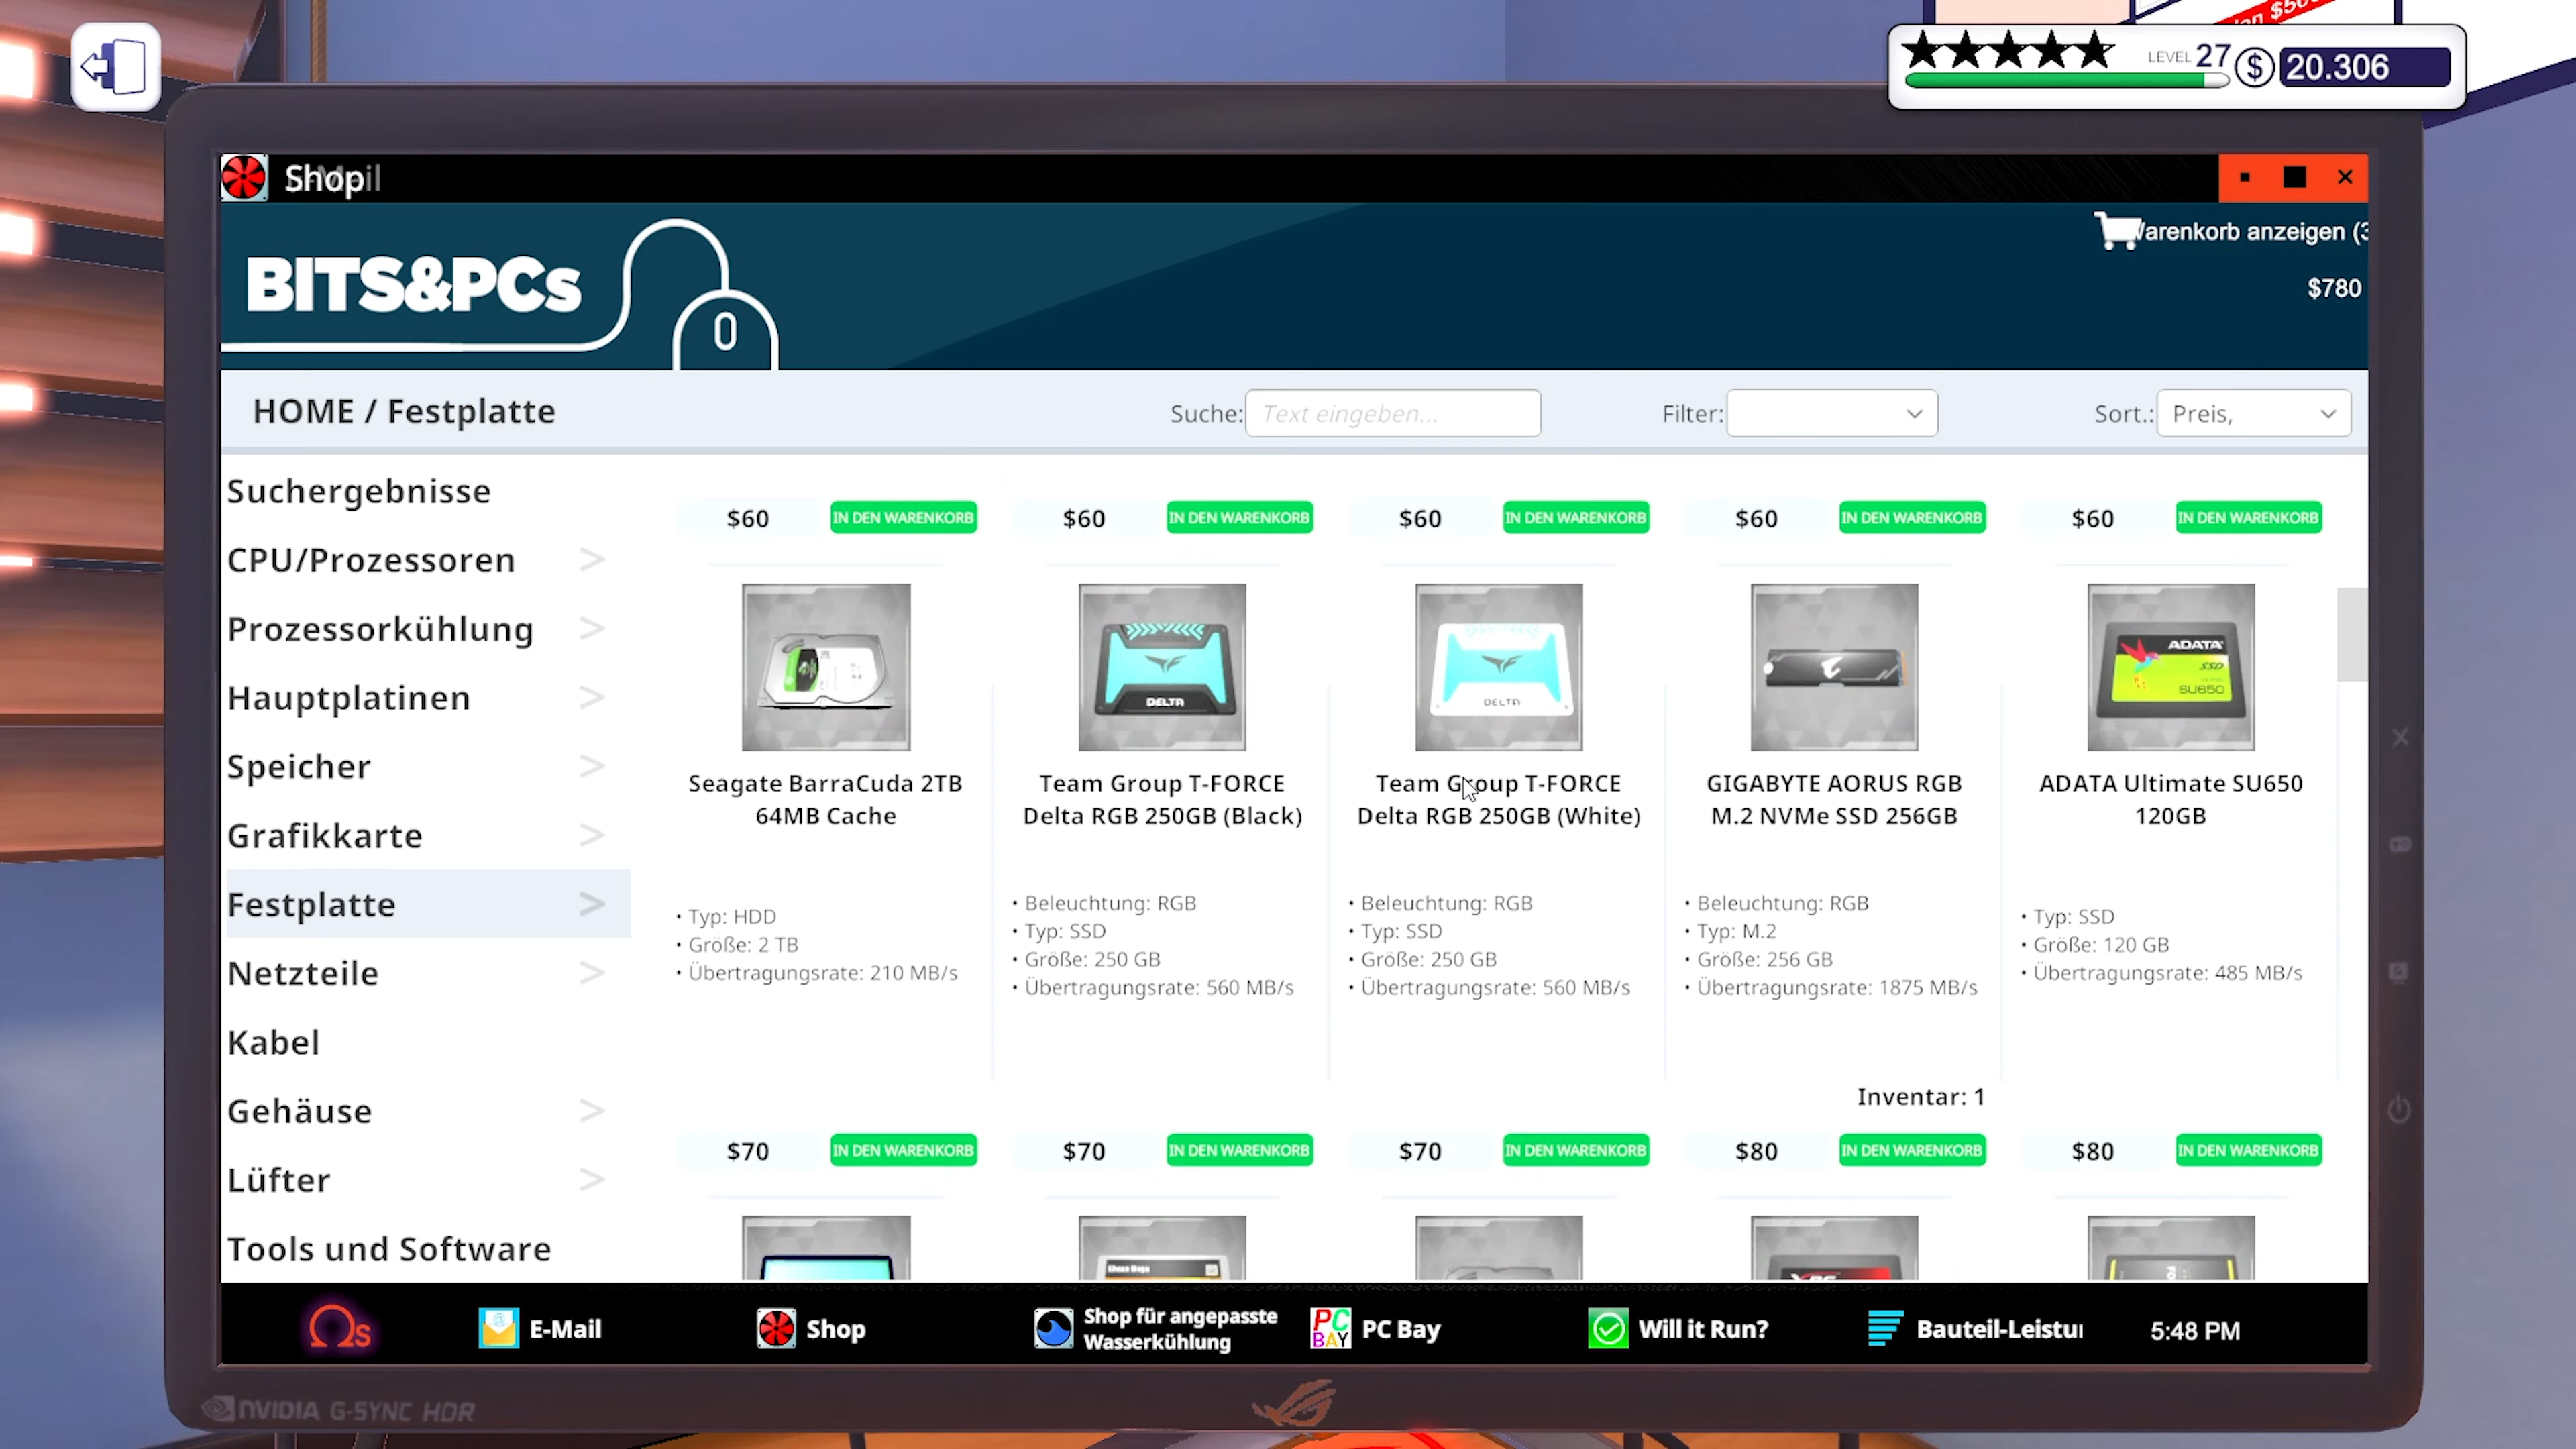 LEVEL 27
$ 20.306
Shop
BITS&PCs
arenkorb anzeigen (3
$780
HOME / Festplatte
Suche: Text eingeben...
Filter:
Sort.: Preis,
Suchergebnisse
CPU/Prozessoren >
Prozessorkühlung >
Hauptplatinen >
Speicher >
Grafikkarte >
Festplatte >
Netzteile >
Kabel
Gehäuse >
Lüfter >
Tools und Software
$60 IN DEN WARENKORB
$60 IN DEN WARENKORB
$60 IN DEN WARENKORB
$60 IN DEN WARENKORB
$60 IN DEN WARENKORB
Seagate BarraCuda 2TB
64MB Cache
• Typ: HDD
• Größe: 2 TB
• Übertragungsrate: 210 MB/s
$70 IN DEN WARENKORB
DELTA
Team Group T-FORCE
Delta RGB 250GB (Black)
• Beleuchtung: RGB
• Typ: SSD
• Größe: 250 GB
• Übertragungsrate: 560 MB/s
$70 IN DEN WARENKORB
DELTA
Team Group T-FORCE
Delta RGB 250GB (White)
• Beleuchtung: RGB
• Typ: SSD
• Größe: 250 GB
• Übertragungsrate: 560 MB/s
$70 IN DEN WARENKORB
GIGABYTE AORUS RGB
M.2 NVMe SSD 256GB
• Beleuchtung: RGB
• Typ: M.2
• Größe: 256 GB
• Übertragungsrate: 1875 MB/s
Inventar: 1
$80 IN DEN WARENKORB
ADATA
SSD
SU650
ADATA Ultimate SU650
120GB
• Typ: SSD
• Größe: 120 GB
• Übertragungsrate: 485 MB/s
$80 IN DEN WARENKORB
Ωs
E-Mail
Shop
Shop für angepasste
Wasserkühlung
PC
BAY
PC Bay
Will it Run?
Bauteil-Leistu
5:48 PM
NVIDIA G-SYNC HDR